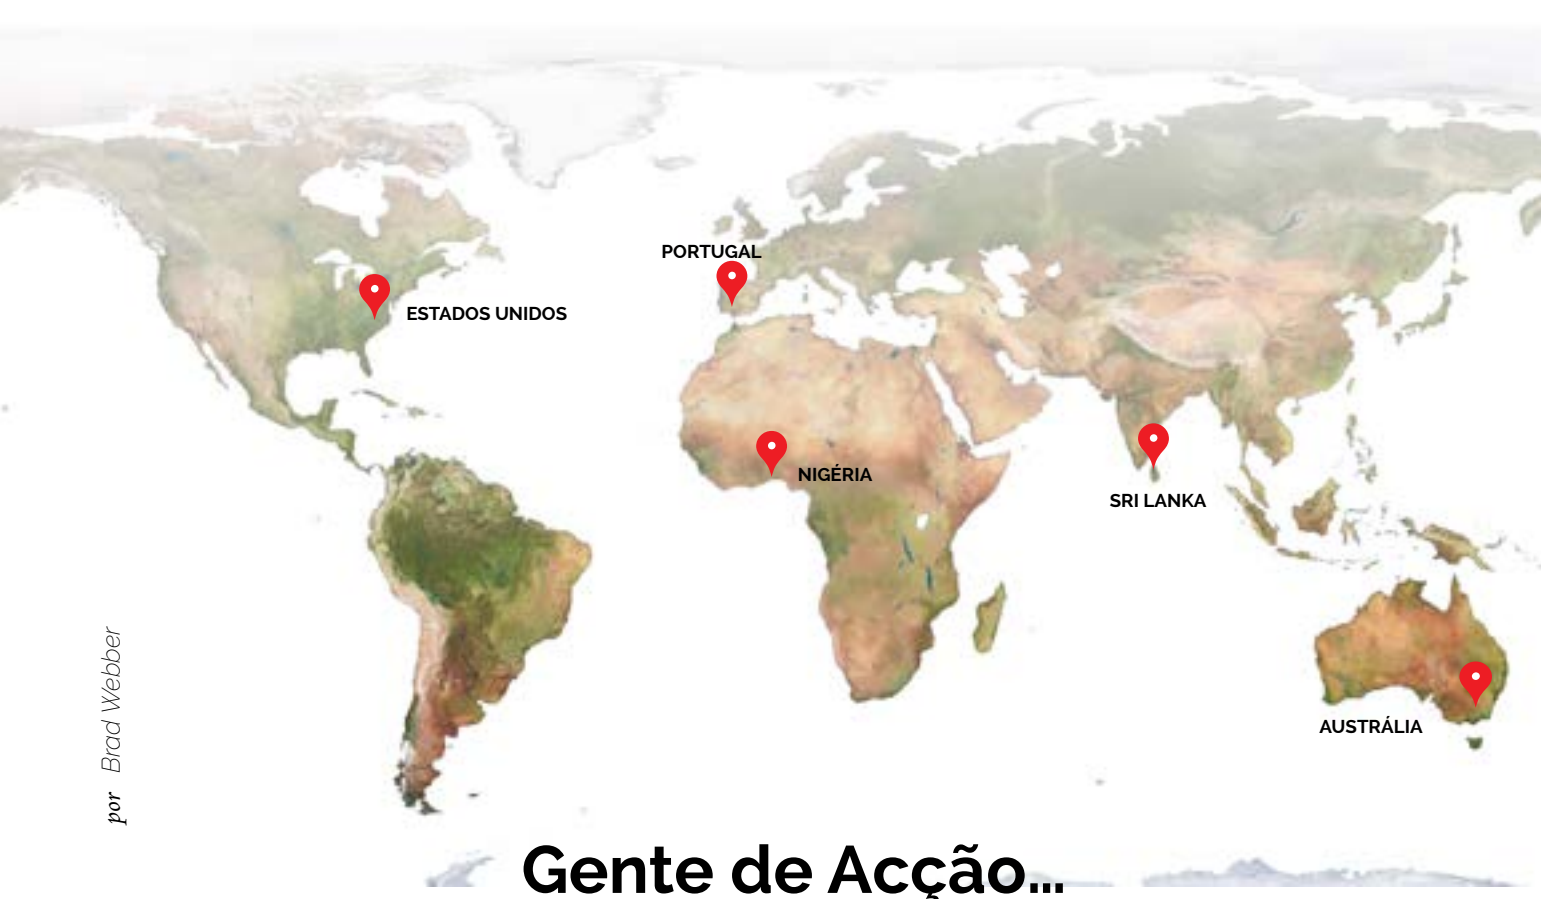 PORTUGAL
ESTADOS UNIDOS
NIGÉRIA
SRI LANKA
AUSTRÁLIA
por Brad Webber
Gente de Acção...